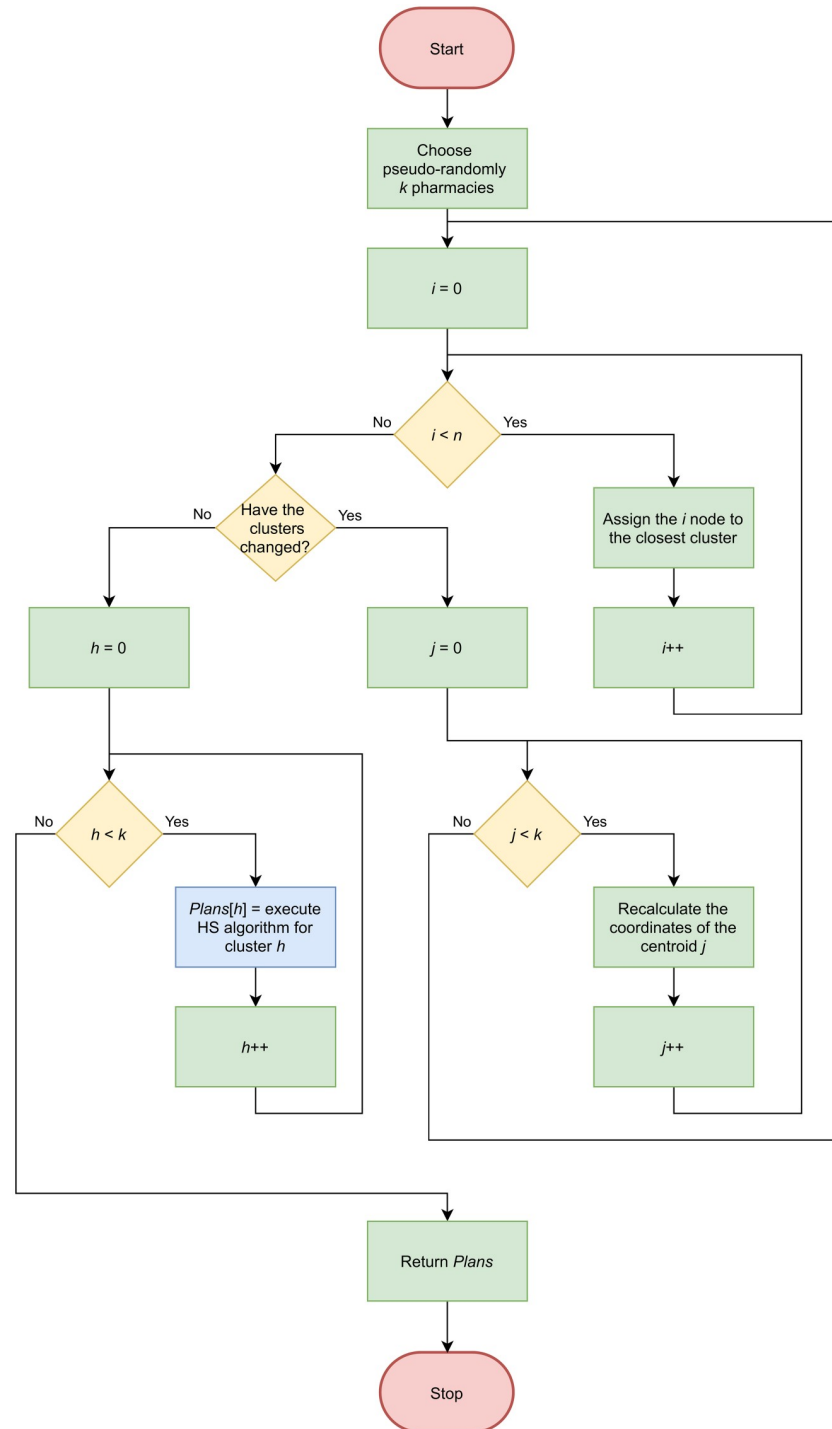 Start
Choose
pseudo-randomly
k pharmacies
i = 0
No
i < n
Yes
No
Have the
clusters
changed?
Yes
Assign the i node to
the closest cluster
h = 0
j = 0
i++
No
h < k
Yes
No
j < k
Yes
Plans[h] = execute
HS algorithm for
cluster h
Recalculate the
coordinates of the
centroid j
h++
j++
Return Plans
Stop